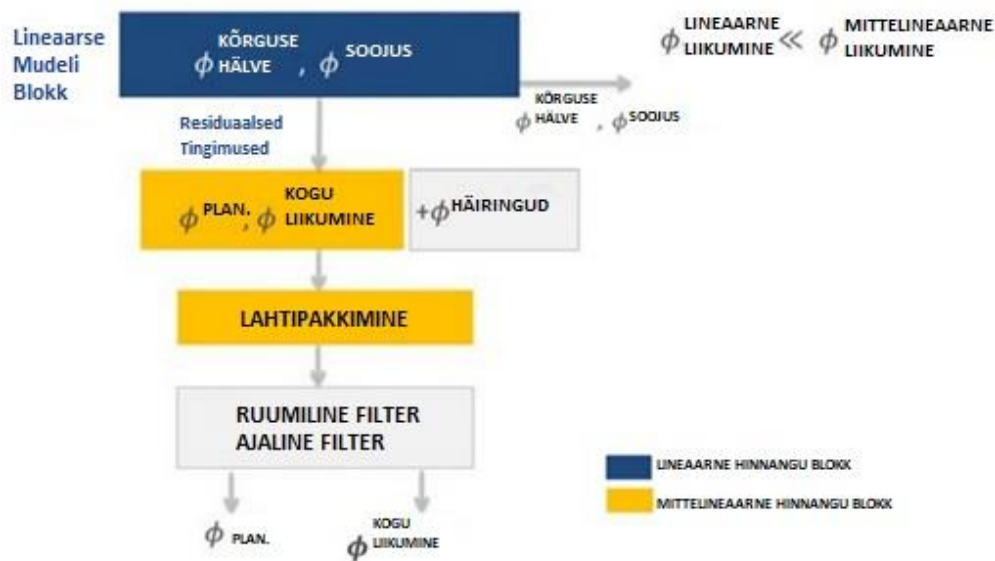 Lineaarse
Mudeli
Blokk
ϕ KÕRGUSE HÄLVE , ϕ SOOJUS
ϕ LINEAARNE LIIKUMINE ≪ ϕ MITTELINEAARNE LIIKUMINE
ϕ KÕRGUSE HÄLVE , ϕ SOOJUS
Residuaalsed
Tingimused
ϕ PLAN. , ϕ KOGU LIIKUMINE
+ϕ HÄIRINGUD
LAHTIPAKKIMINE
RUUMILINE FILTER
AJALINE FILTER
ϕ PLAN.
ϕ KOGU LIIKUMINE
LINEAARNE HINNANGU BLOKK
MITTELINEAARNE HINNANGU BLOKK